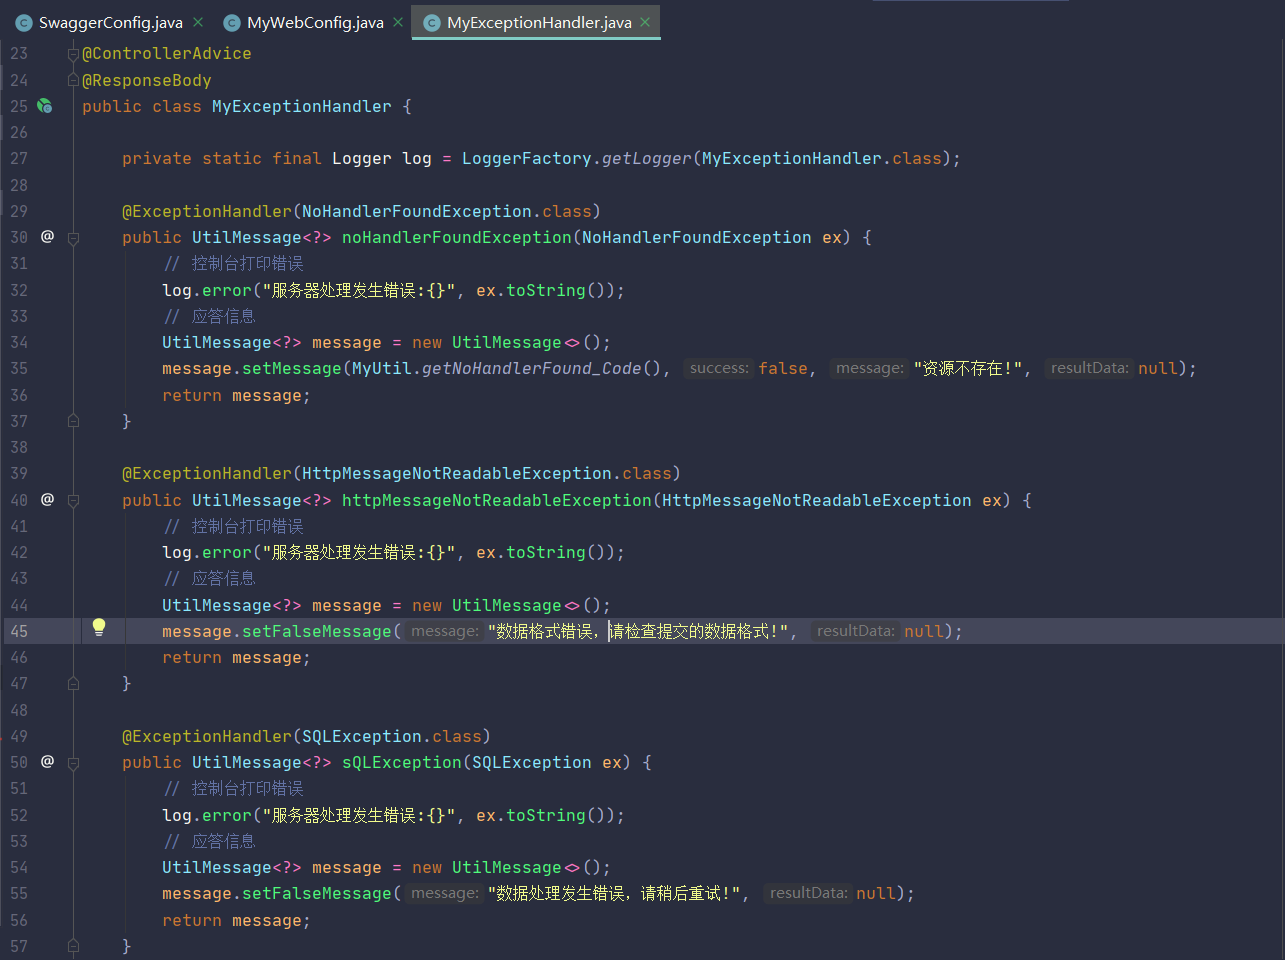 SwaggerConfig.java MyWebConfig.java MyExceptionHandler.java
23 @ControllerAdvice
24 @ResponseBody
25 public class MyExceptionHandler {
26
27 private static final Logger log = LoggerFactory.getLogger(MyExceptionHandler.class);
28
29 @ExceptionHandler(NoHandlerFoundException.class)
30 @ public UtilMessage<?> noHandlerFoundException(NoHandlerFoundException ex) {
31 // 控制台打印错误
32 log.error("服务器处理发生错误:{}", ex.toString());
33 // 应答信息
34 UtilMessage<?> message = new UtilMessage<>();
35 message.setMessage(MyUtil.getNoHandlerFound_Code(), success: false, message: "资源不存在!", resultData: null);
36 return message;
37 }
38
39 @ExceptionHandler(HttpMessageNotReadableException.class)
40 @ public UtilMessage<?> httpMessageNotReadableException(HttpMessageNotReadableException ex) {
41 // 控制台打印错误
42 log.error("服务器处理发生错误:{}", ex.toString());
43 // 应答信息
44 UtilMessage<?> message = new UtilMessage<>();
45 message.setFalseMessage( message: "数据格式错误，请检查提交的数据格式!", resultData: null);
46 return message;
47 }
48
49 @ExceptionHandler(SQLException.class)
50 @ public UtilMessage<?> sQLException(SQLException ex) {
51 // 控制台打印错误
52 log.error("服务器处理发生错误:{}", ex.toString());
53 // 应答信息
54 UtilMessage<?> message = new UtilMessage<>();
55 message.setFalseMessage( message: "数据处理发生错误，请稍后重试!", resultData: null);
56 return message;
57 }